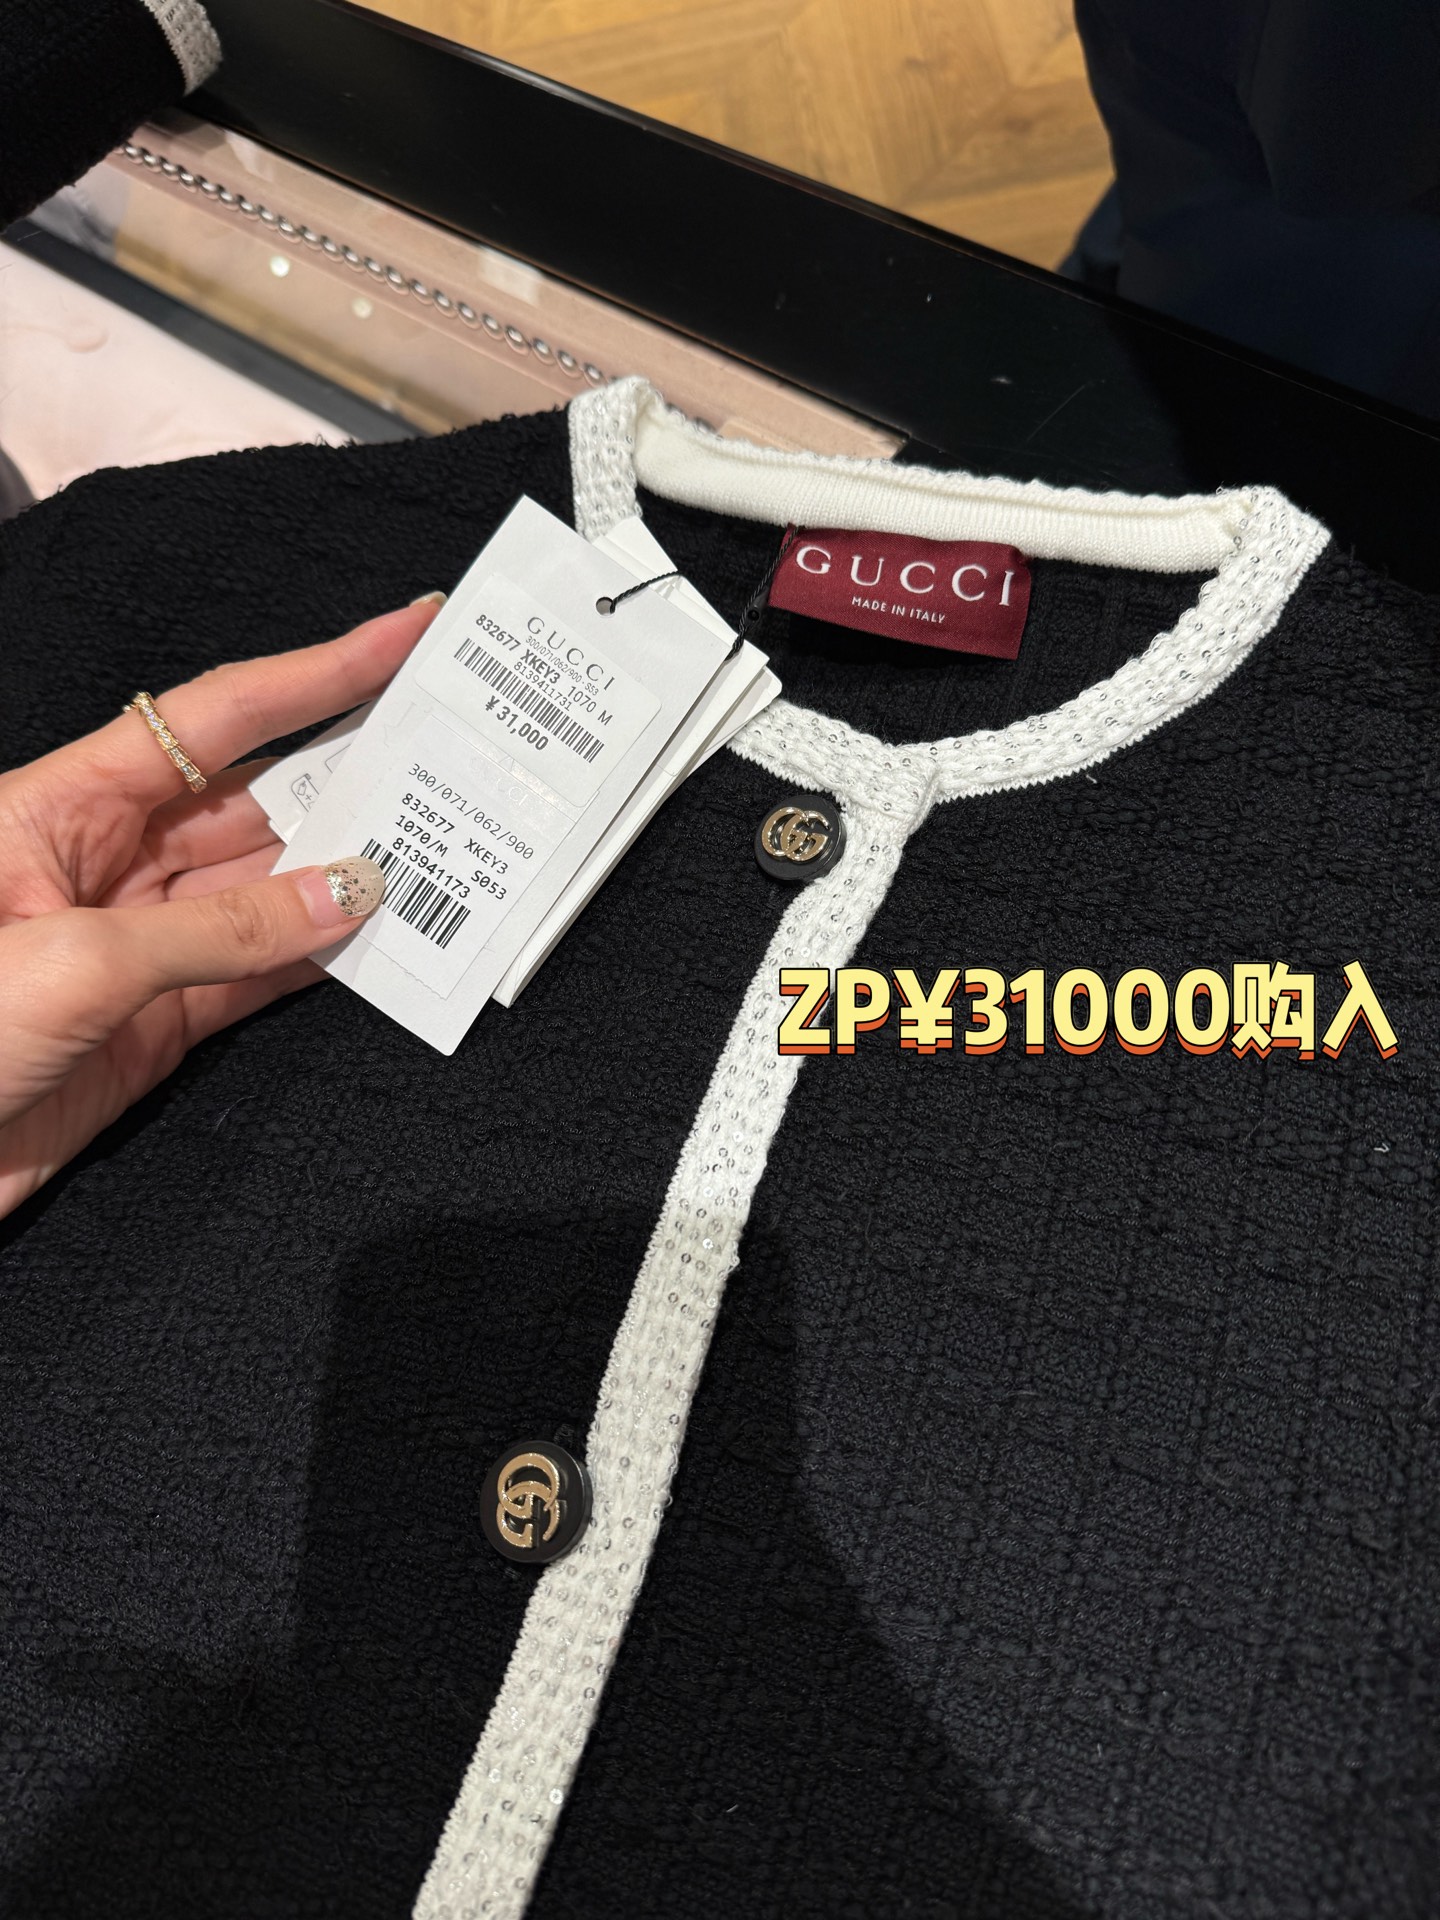 GUCCI
300/071/062/900 - S53
832677 XKEY3 1070 M
8139411731
¥ 31,000
300/071/062/900
832677 XKEY3
1070/M S053
813941173
GUCCI
MADE IN ITALY
ZP¥31000购入